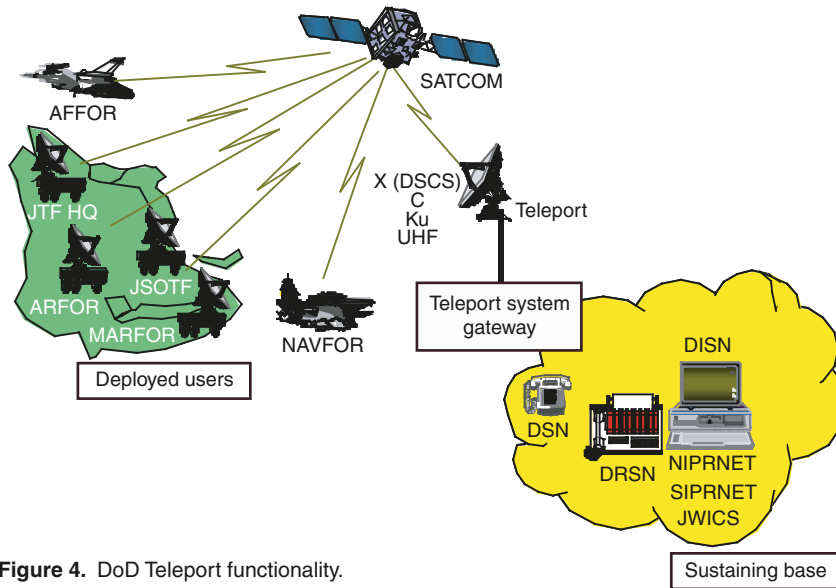 SATCOM
AFFOR
X (DSCS)
C
Ku
UHF
Teleport
JTF HQ
ARFOR
JSOTF
MARFOR
NAVFOR
Teleport system
gateway
Deployed users
DISN
DSN
DRSN
NIPRNET
SIPRNET
JWICS
Sustaining base
Figure 4. DoD Teleport functionality.